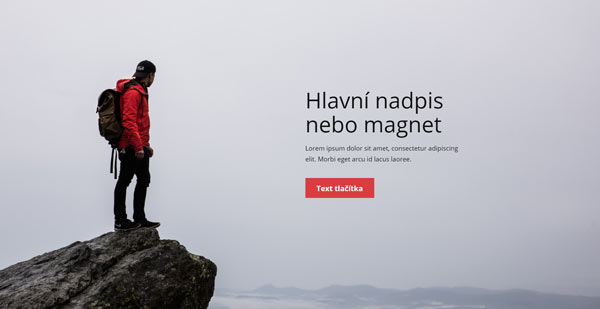 Hlavní nadpis
nebo magnet
Lorem ipsum dolor sit amet, consectetur adipiscing
elit. Morbi eget arcu id lacus laoree.
Text tlačítka